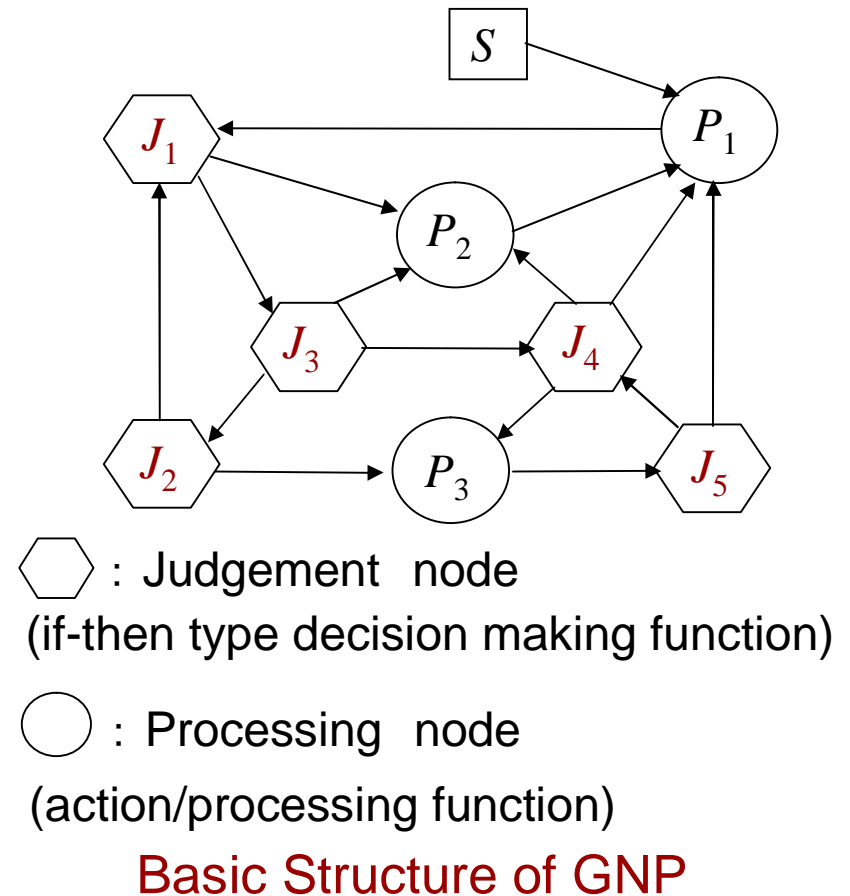 S
J1 P1
P2
J3 J4
J2 P3 J5
: Judgement node
(if-then type decision making function)
: Processing node
(action/processing function)
Basic Structure of GNP